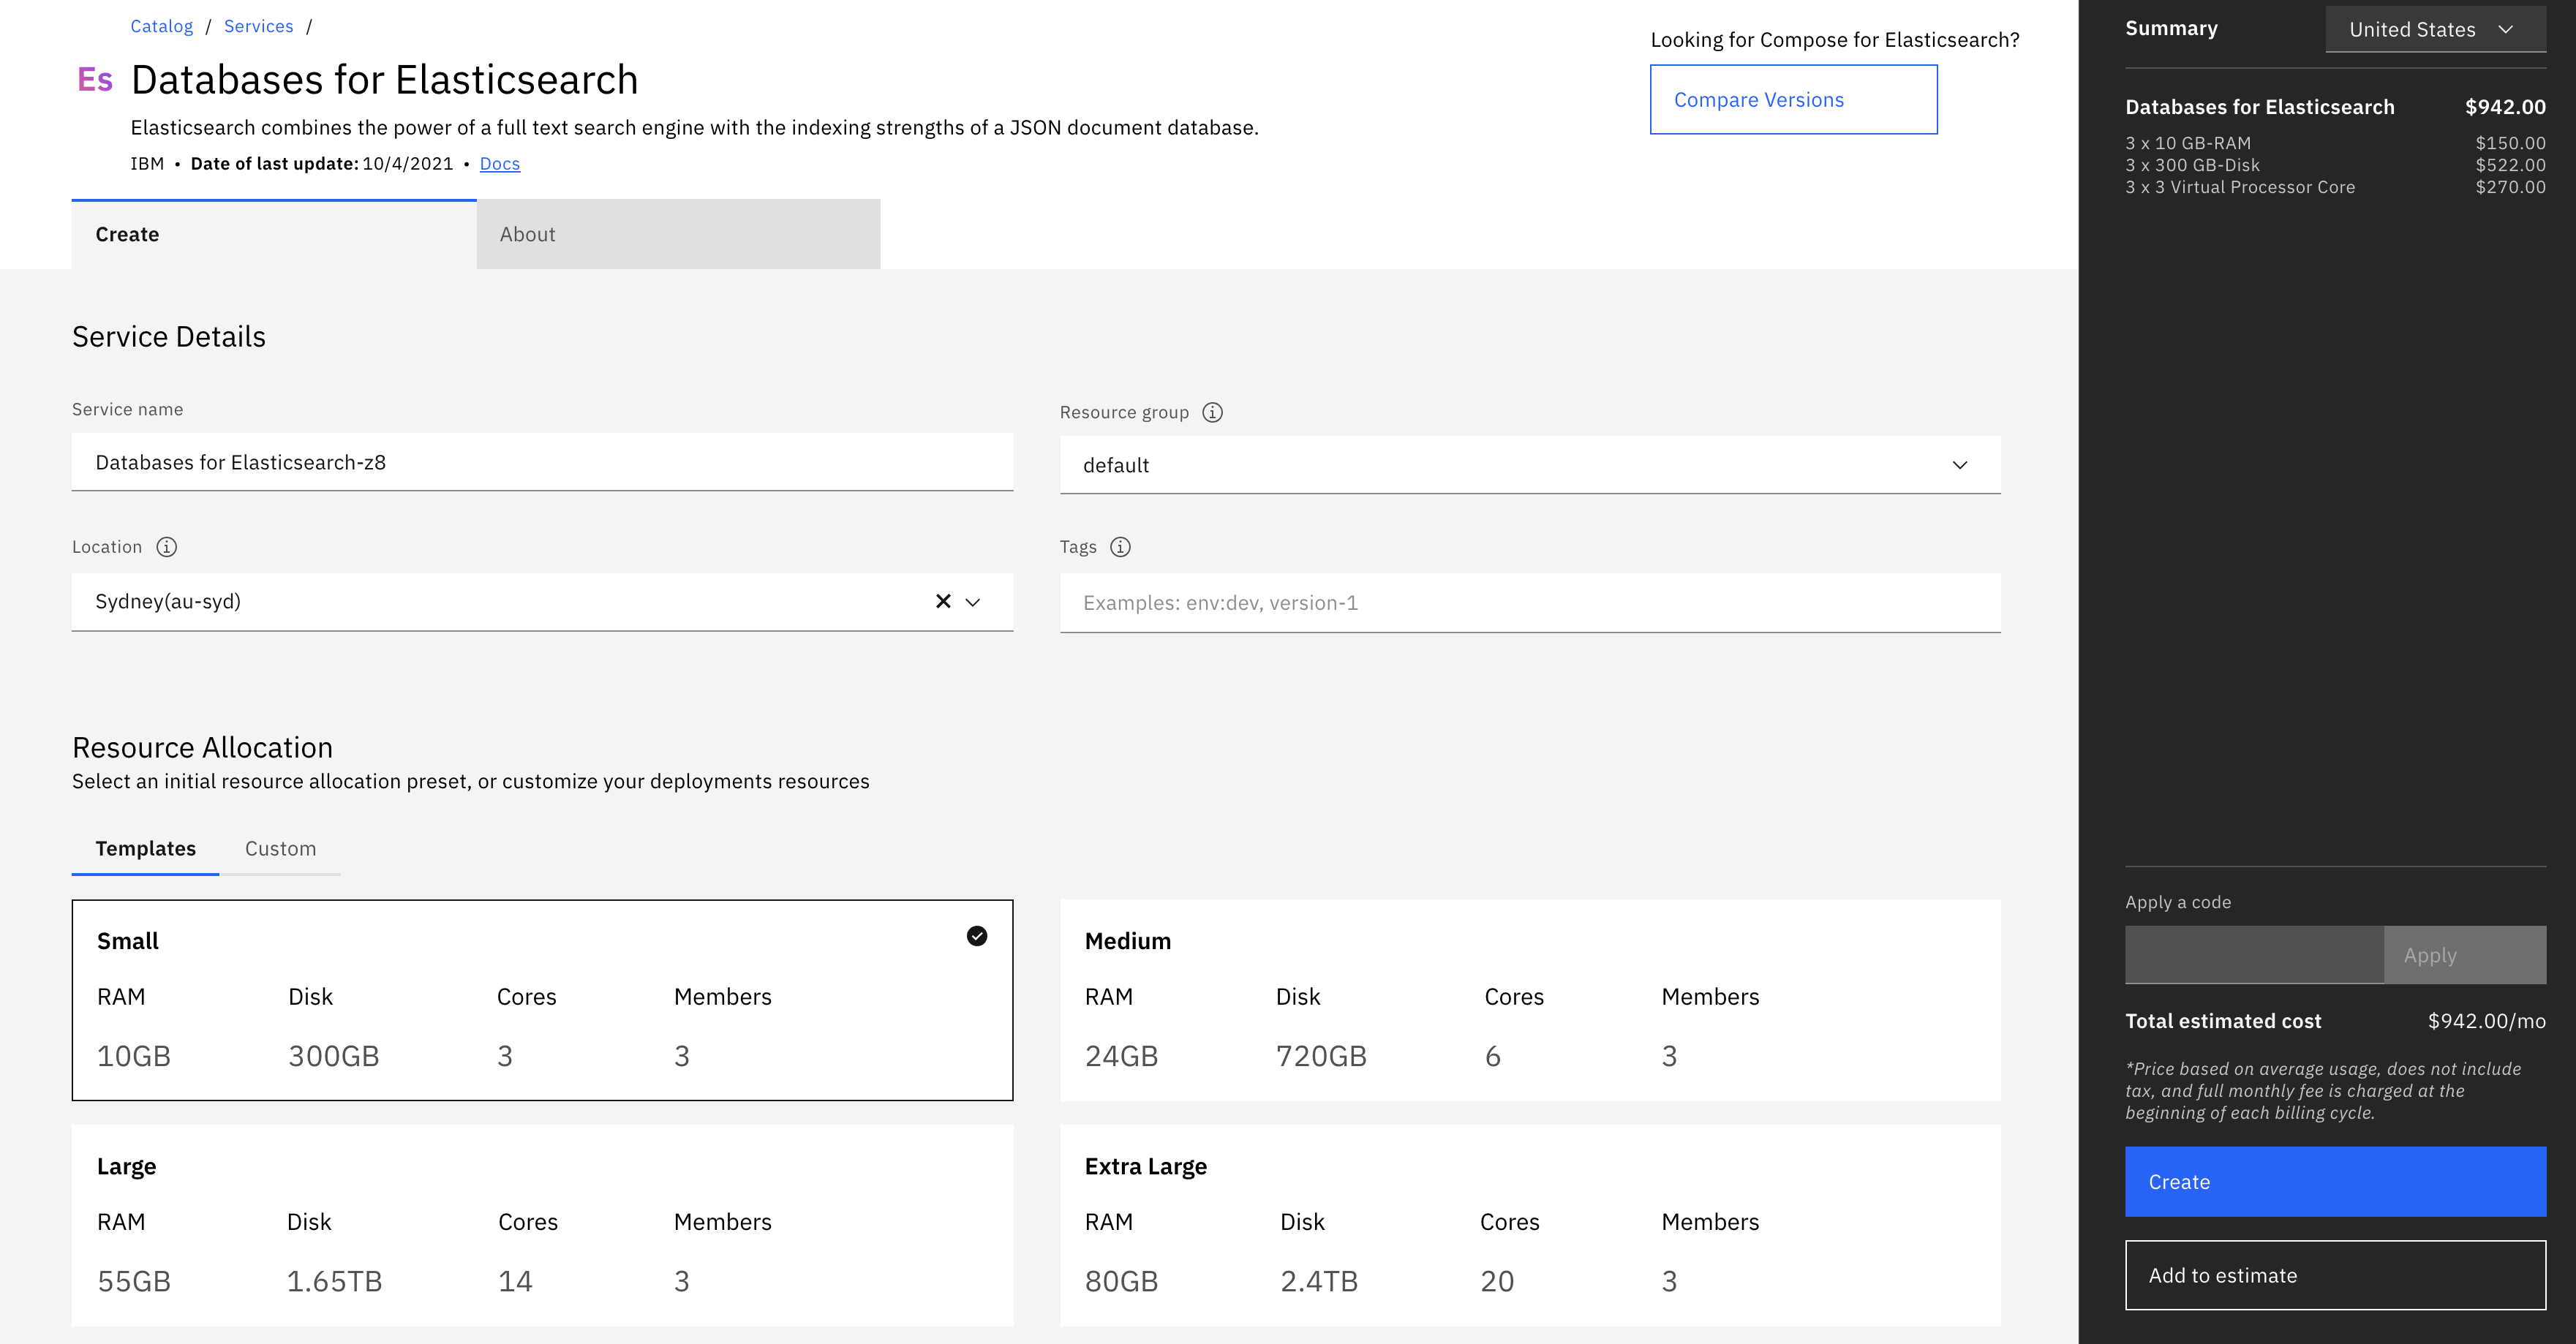 Catalog / Services /
Es Databases for Elasticsearch
Elasticsearch combines the power of a full text search engine with the indexing strengths of a JSON document database.
IBM • Date of last update: 10/4/2021 • Docs
Looking for Compose for Elasticsearch?
Compare Versions
Create About
Service Details
Service name
Databases for Elasticsearch-z8
Resource group
default
Location
Sydney(au-syd)
Tags
Examples: env:dev, version-1
Resource Allocation
Select an initial resource allocation preset, or customize your deployments resources
Templates Custom
Small
RAM Disk Cores Members
10GB 300GB 3 3
Medium
RAM Disk Cores Members
24GB 720GB 6 3
Large
RAM Disk Cores Members
55GB 1.65TB 14 3
Extra Large
RAM Disk Cores Members
80GB 2.4TB 20 3
Summary United States
Databases for Elasticsearch $942.00
3 x 10 GB-RAM $150.00
3 x 300 GB-Disk $522.00
3 x 3 Virtual Processor Core $270.00
Apply a code
Apply
Total estimated cost $942.00/mo
*Price based on average usage, does not include
tax, and full monthly fee is charged at the
beginning of each billing cycle.
Create
Add to estimate